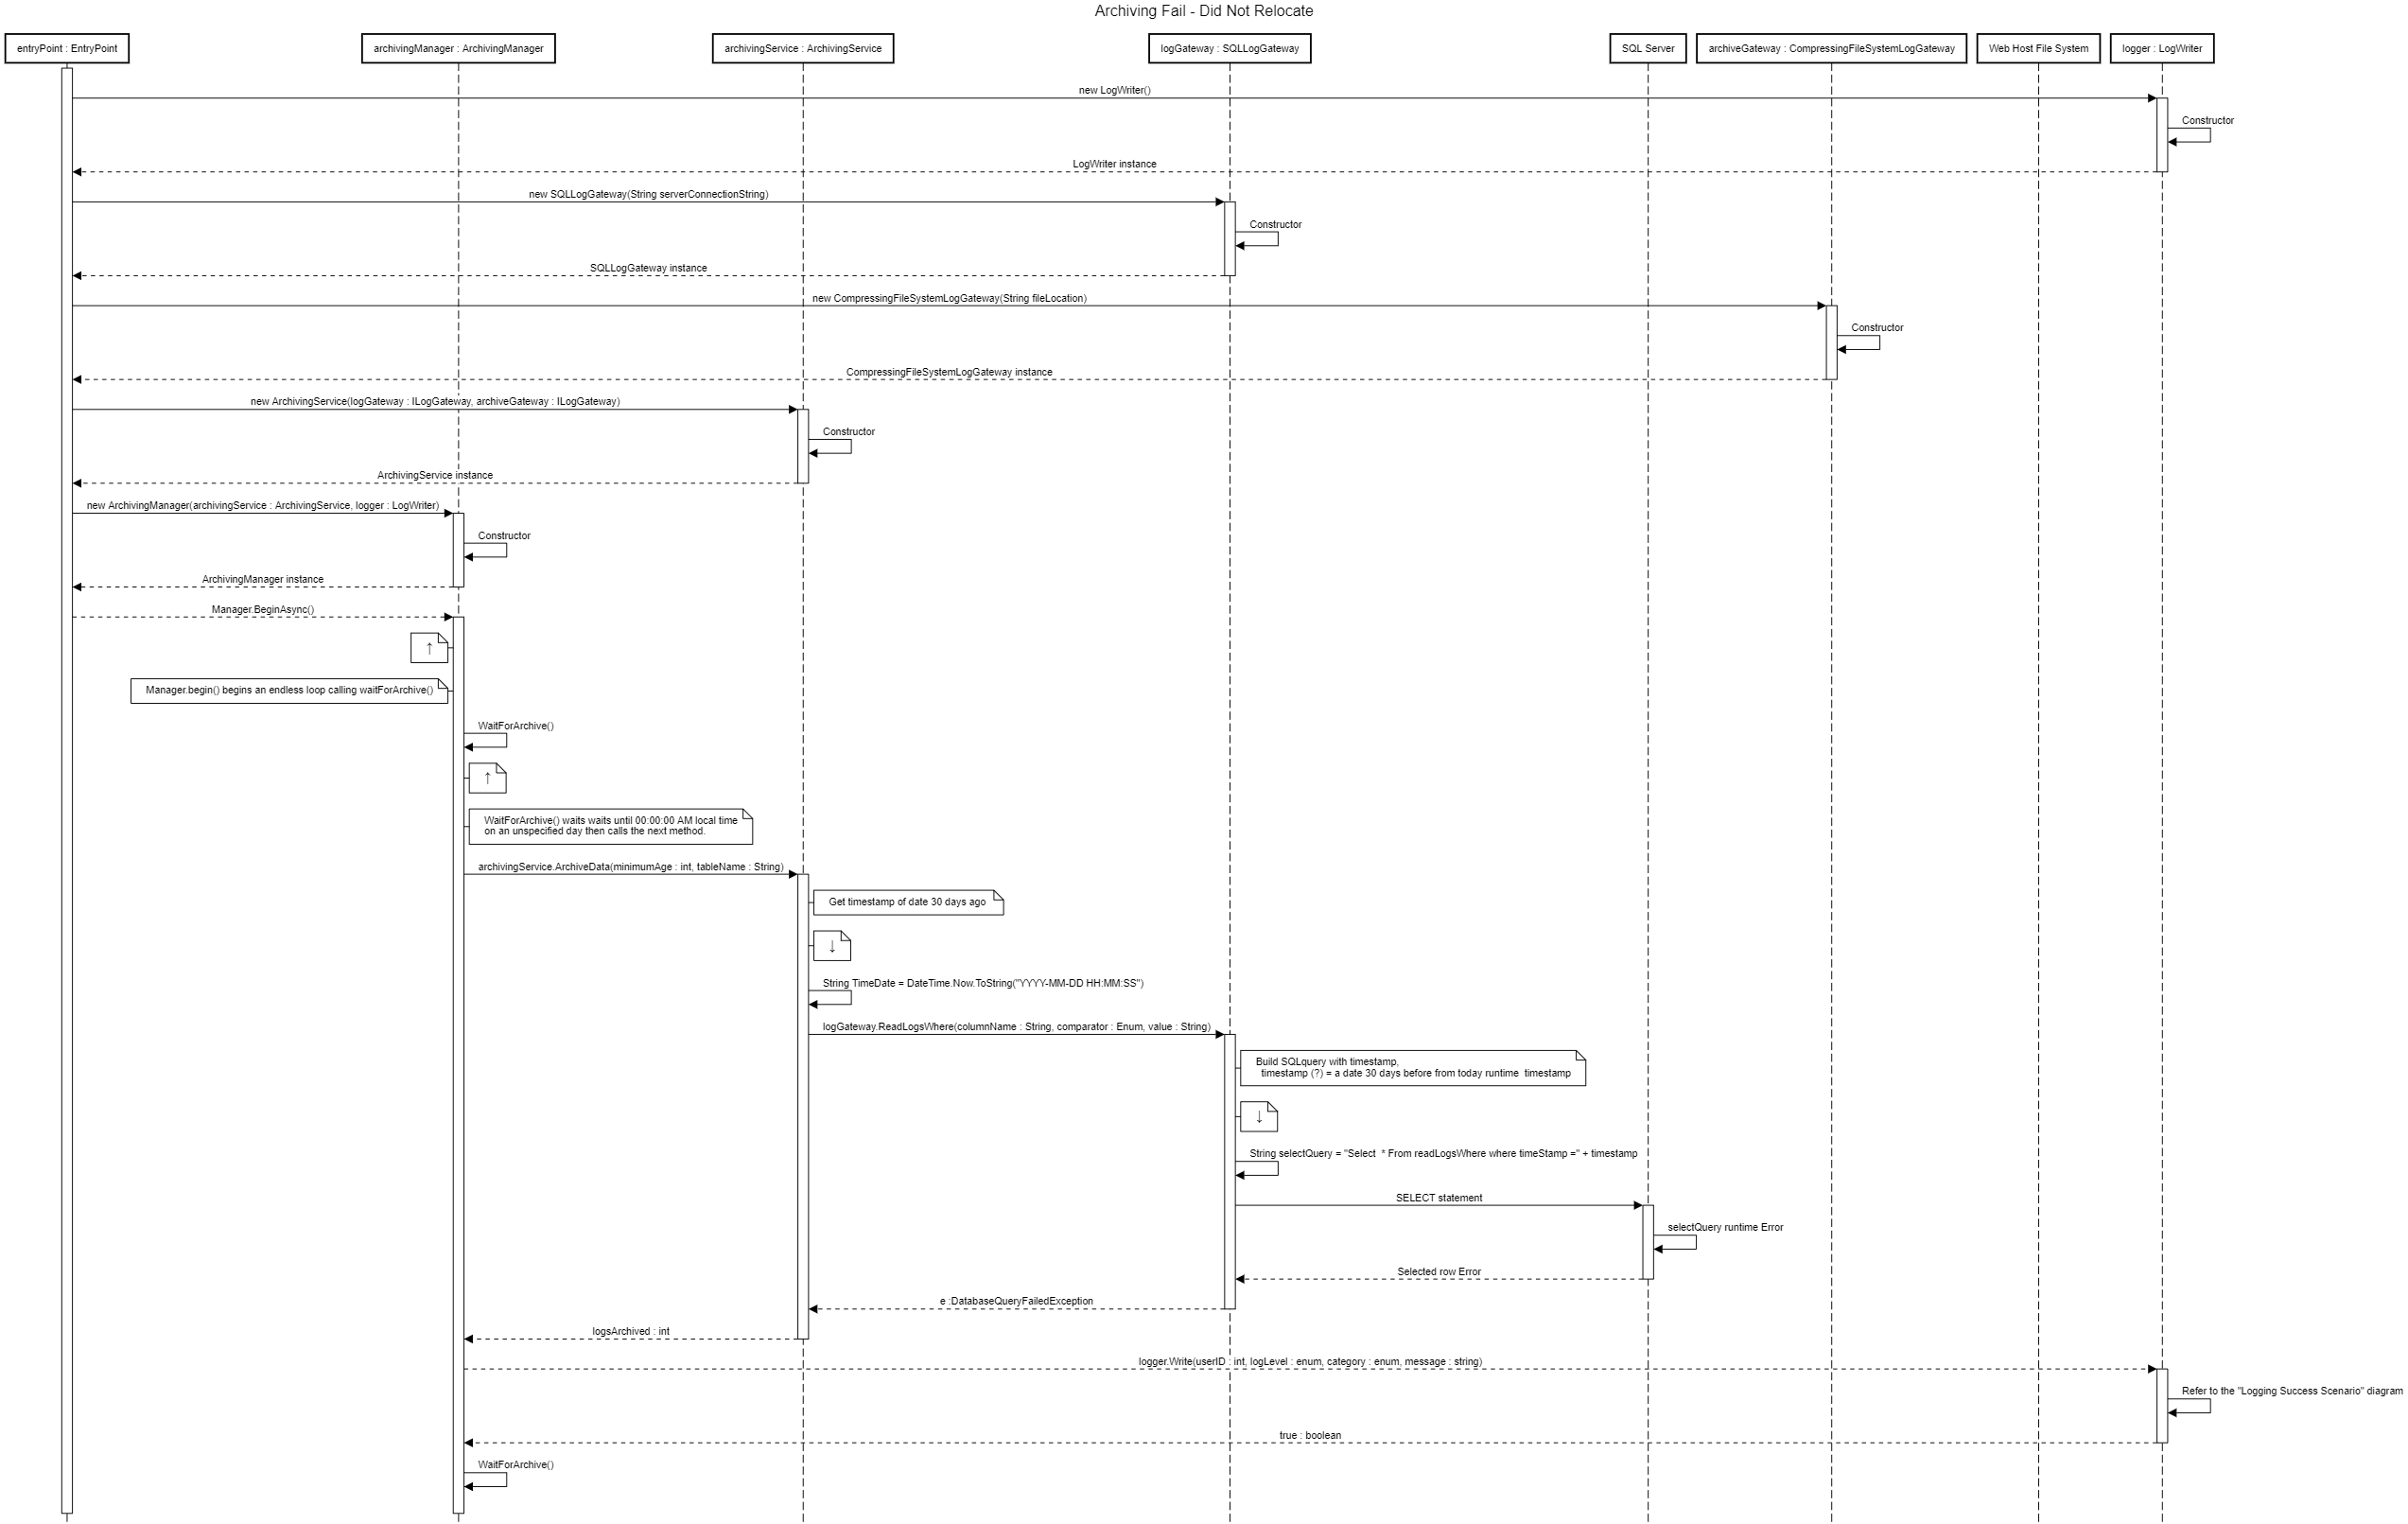 Archiving Fail - Did Not Relocate
entryPoint : EntryPoint
archivingManager : ArchivingManager
archivingService : ArchivingService
logGateway : SQLLogGateway
SQL Server
archiveGateway : CompressingFileSystemLogGateway
Web Host File System
logger : LogWriter
new LogWriter()
Constructor
LogWriter instance
new SQLLogGateway(String serverConnectionString)
Constructor
SQLLogGateway instance
new CompressingFileSystemLogGateway(String fileLocation)
Constructor
CompressingFileSystemLogGateway instance
new ArchivingService(logGateway : ILogGateway, archiveGateway : ILogGateway)
Constructor
ArchivingService instance
new ArchivingManager(archivingService : ArchivingService, logger : LogWriter)
Constructor
ArchivingManager instance
Manager.BeginAsync()
↑
Manager.begin() begins an endless loop calling waitForArchive()
WaitForArchive()
↑
WaitForArchive() waits waits until 00:00:00 AM local time
on an unspecified day then calls the next method.
archivingService.ArchiveData(minimumAge : int, tableName : String)
Get timestamp of date 30 days ago
↓
String TimeDate = DateTime.Now.ToString("YYYY-MM-DD HH:MM:SS")
logGateway.ReadLogsWhere(columnName : String, comparator : Enum, value : String)
Build SQLquery with timestamp,
timestamp (?) = a date 30 days before from today runtime  timestamp
↓
String selectQuery = "Select  * From readLogsWhere where timeStamp =" + timestamp
SELECT statement
selectQuery runtime Error
Selected row Error
e :DatabaseQueryFailedException
logsArchived : int
logger.Write(userID : int, logLevel : enum, category : enum, message : string)
Refer to the "Logging Success Scenario" diagram
true : boolean
WaitForArchive()